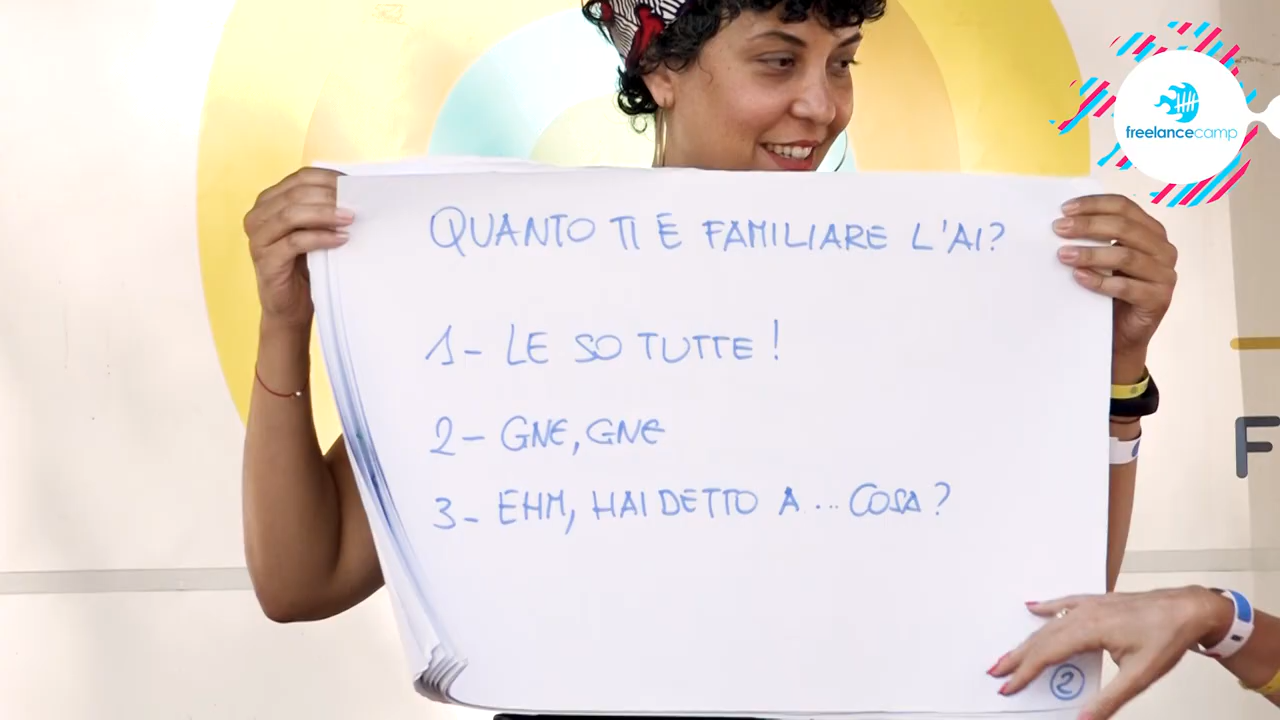 freelancecamp
QUANTO TI E FAMILIARE L'AI?
1- LE SO TUTTE!
2- GNE, GNE
3- EHM, HAI DETTO A... COSA?
F
2